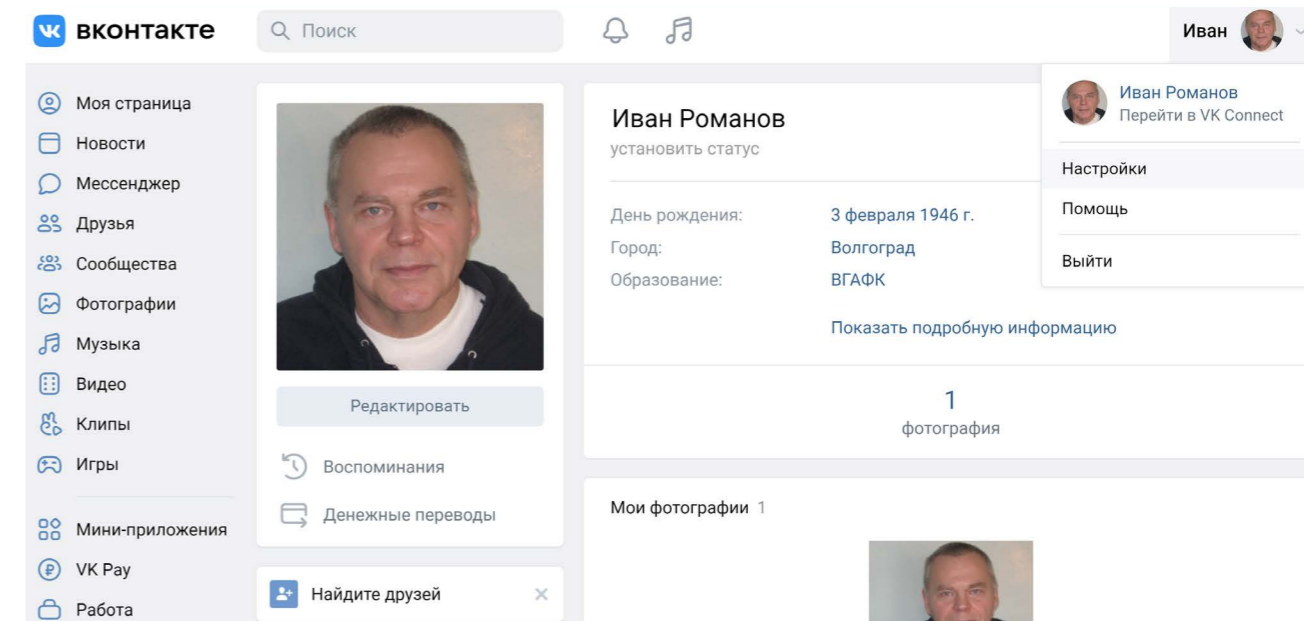 вконтакте
Поиск
Иван
Моя страница
Новости
Мессенджер
Друзья
Сообщества
Фотографии
Музыка
Видео
Клипы
Игры
Мини-приложения
VK Pay
Работа
Редактировать
Воспоминания
Денежные переводы
Найдите друзей
Иван Романов
установить статус
День рождения: 3 февраля 1946 г.
Город: Волгоград
Образование: ВГАФК
Показать подробную информацию
1
фотография
Мои фотографии 1
Иван Романов
Перейти в VK Connect
Настройки
Помощь
Выйти